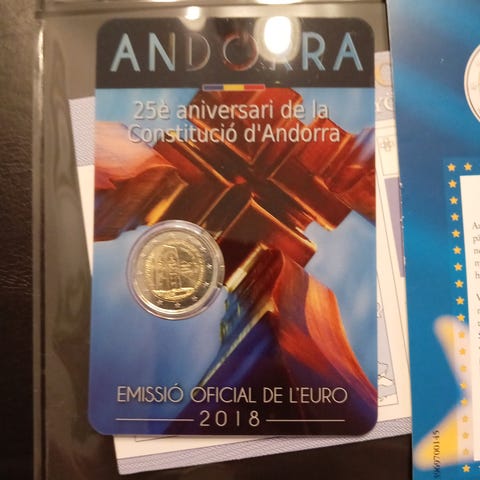 ANDORRA
25è aniversari de la
Constitució d'Andorra
EMISSIÓ OFICIAL DE L'EURO
2018